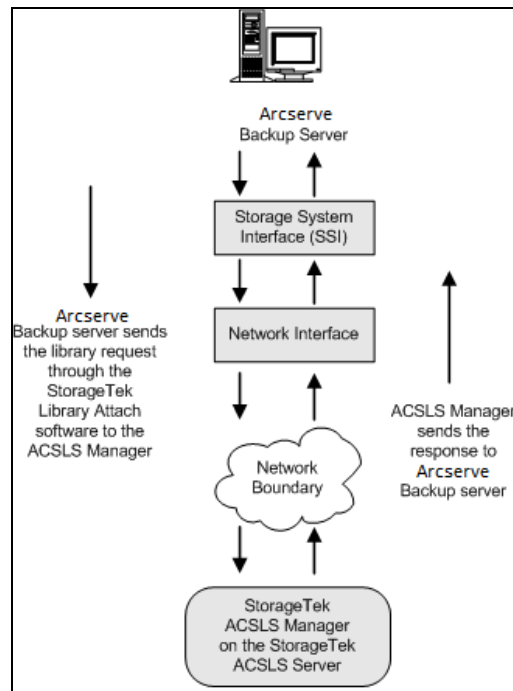 Arcserve
Backup Server
Storage System
Interface (SSI)
Arcserve
Backup server sends
the library request
through the
StorageTek
Library Attach
software to the
ACSLS Manager
Network Interface
ACSLS Manager
sends the
response to
Arcserve
Backup server
Network
Boundary
StorageTek
ACSLS Manager
on the StorageTek
ACSLS Server